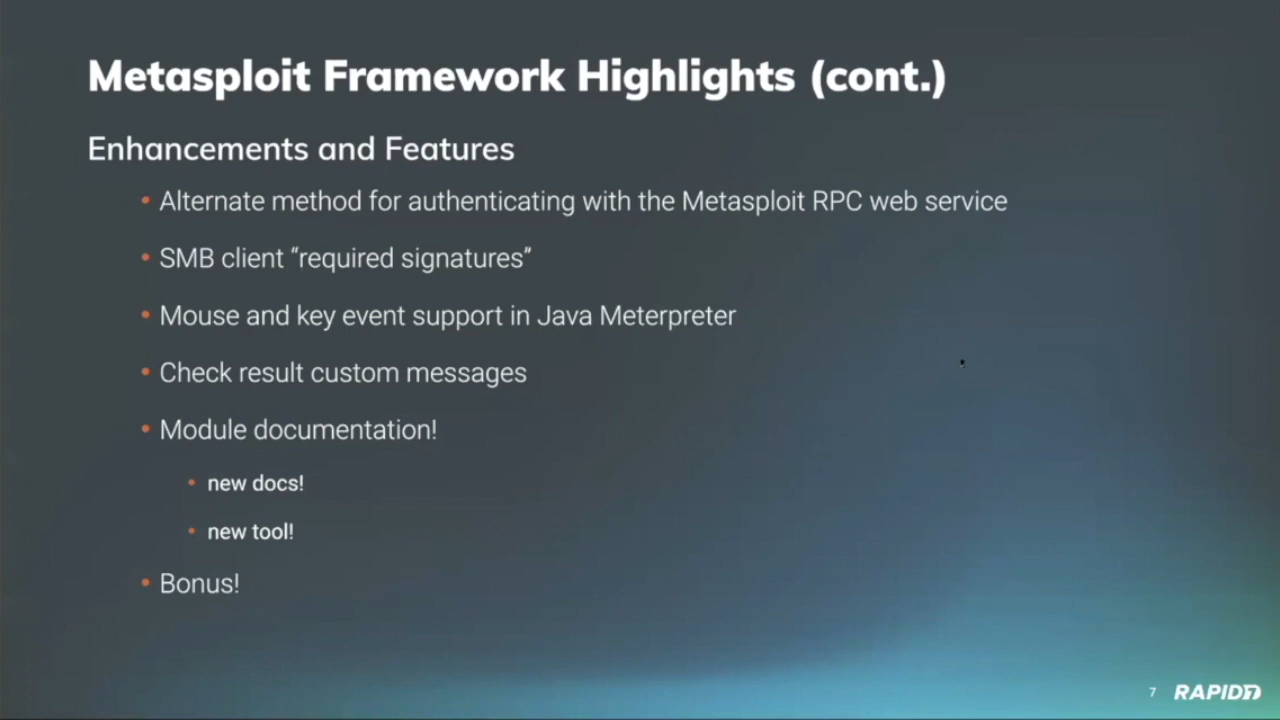 Metasploit Framework Highlights (cont.)
Enhancements and Features
• Alternate method for authenticating with the Metasploit RPC web service
• SMB client “required signatures”
• Mouse and key event support in Java Meterpreter
• Check result custom messages
• Module documentation!
• new docs!
• new tool!
• Bonus!
7 RAPID7